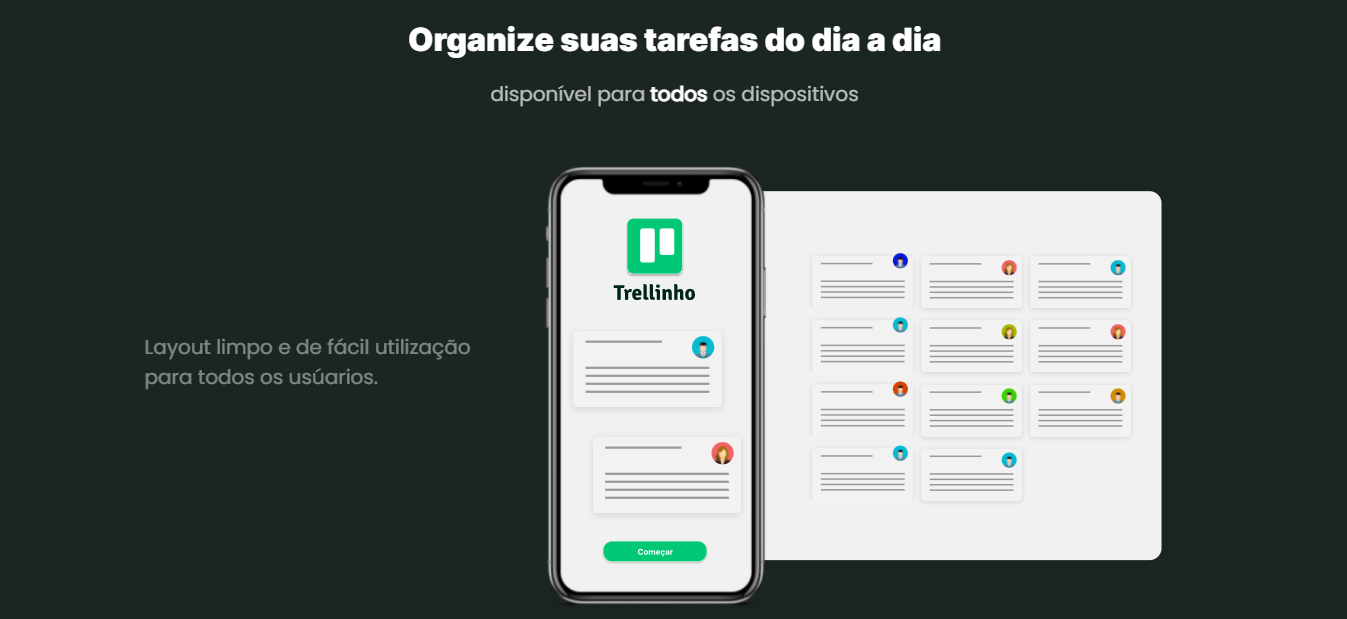 Organize suas tarefas do dia a dia
disponível para todos os dispositivos
Trellinho
Layout limpo e de fácil utilização
para todos os usúarios.
Começar